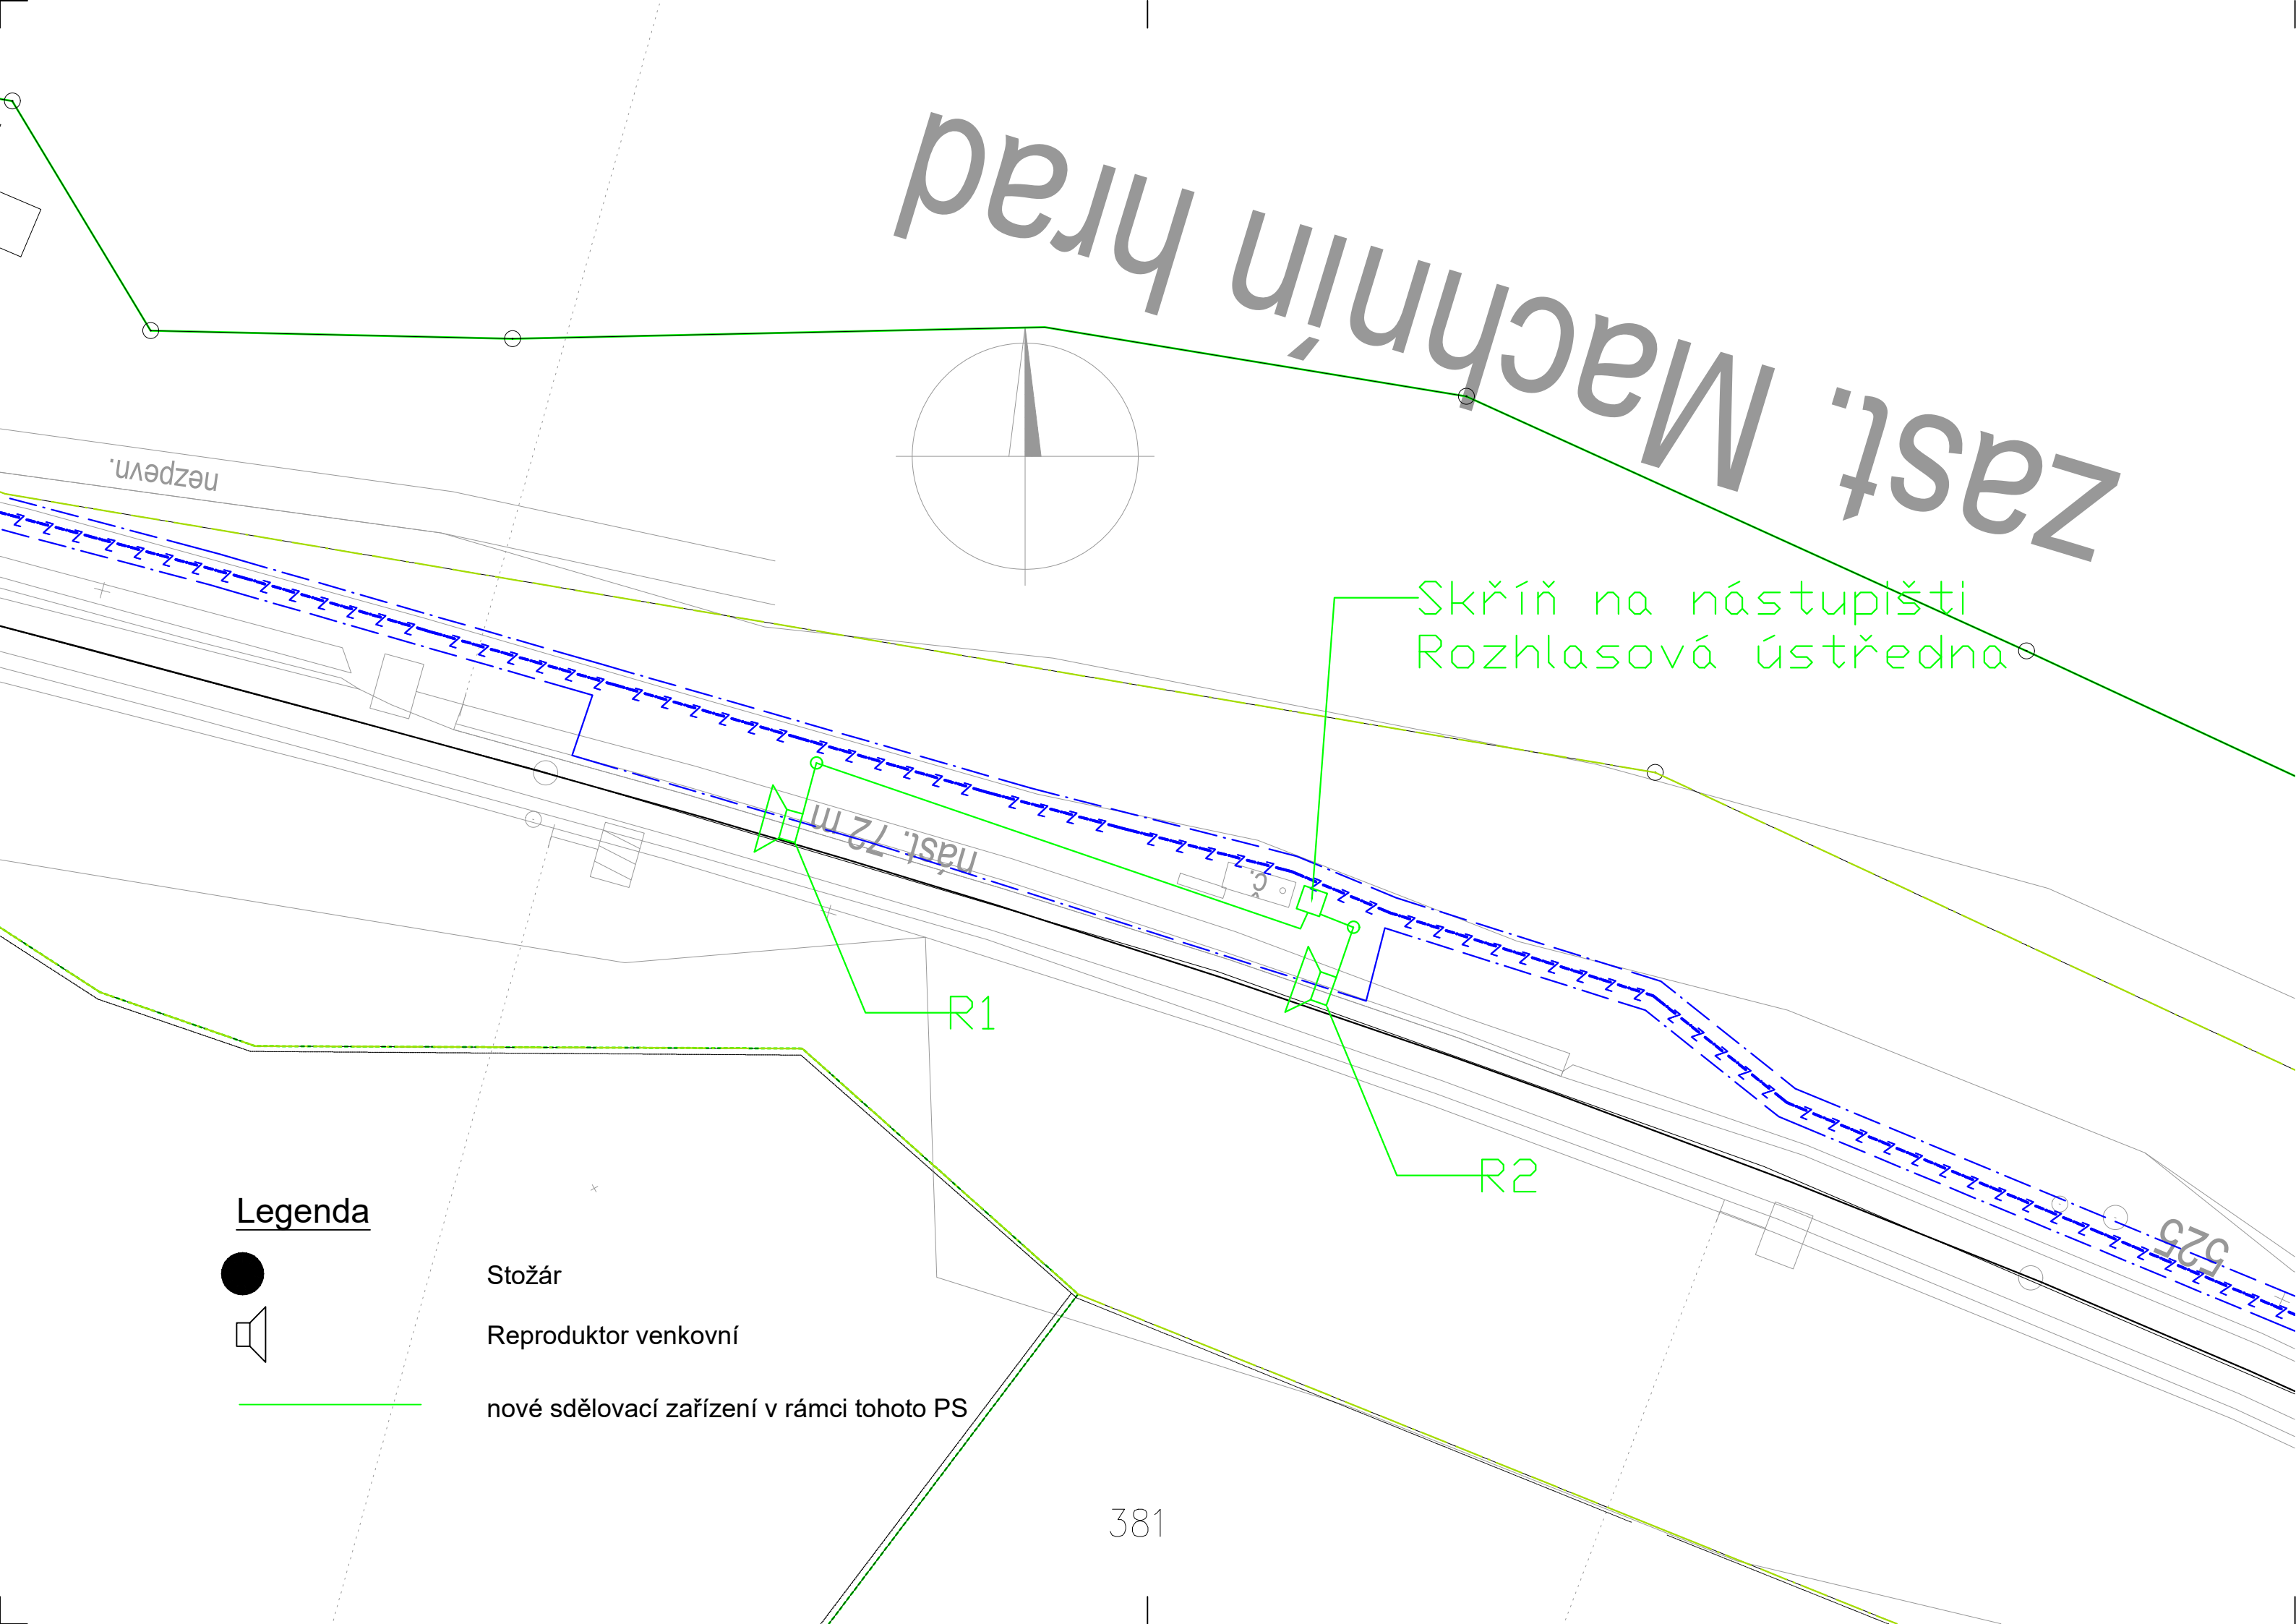 zast. Machnín hrad
nezpevn.
Skříň na nástupišti
Rozhlasová ústředna
nást. 72 m
č.
R1
R2
525
Legenda
Stožár
Reproduktor venkovní
nové sdělovací zařízení v rámci tohoto PS
381